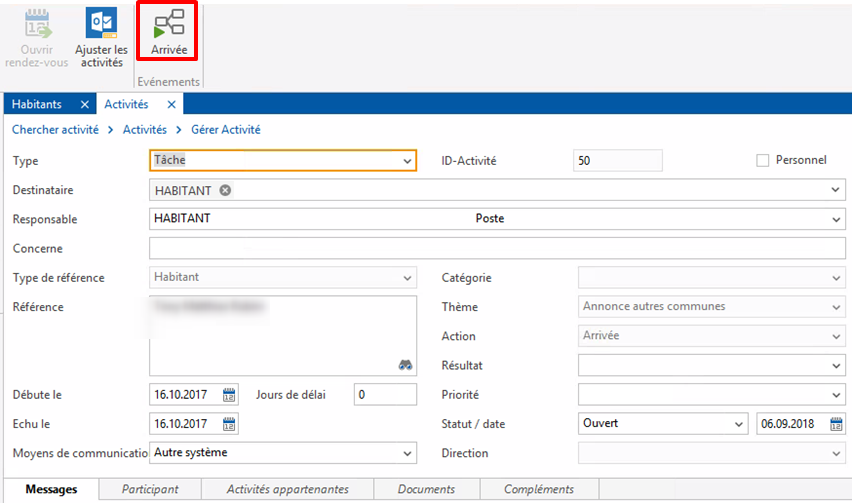 Ouvrir
rendez-vous
Ajuster les
activités
Arrivée
Evénements
Habitants
Activités
Chercher activité > Activités > Gérer Activité
Type Tâche ID-Activité 50 Personnel
Destinataire HABITANT
Responsable HABITANT Poste
Concerne
Type de référence Habitant Catégorie
Référence Thème Annonce autres communes
Action Arrivée
Résultat
Débute le 16.10.2017 Jours de délai 0 Priorité
Echu le 16.10.2017 Statut / date Ouvert 06.09.2018
Moyens de communicatio Autre système Direction
Messages Participant Activités appartenantes Documents Compléments